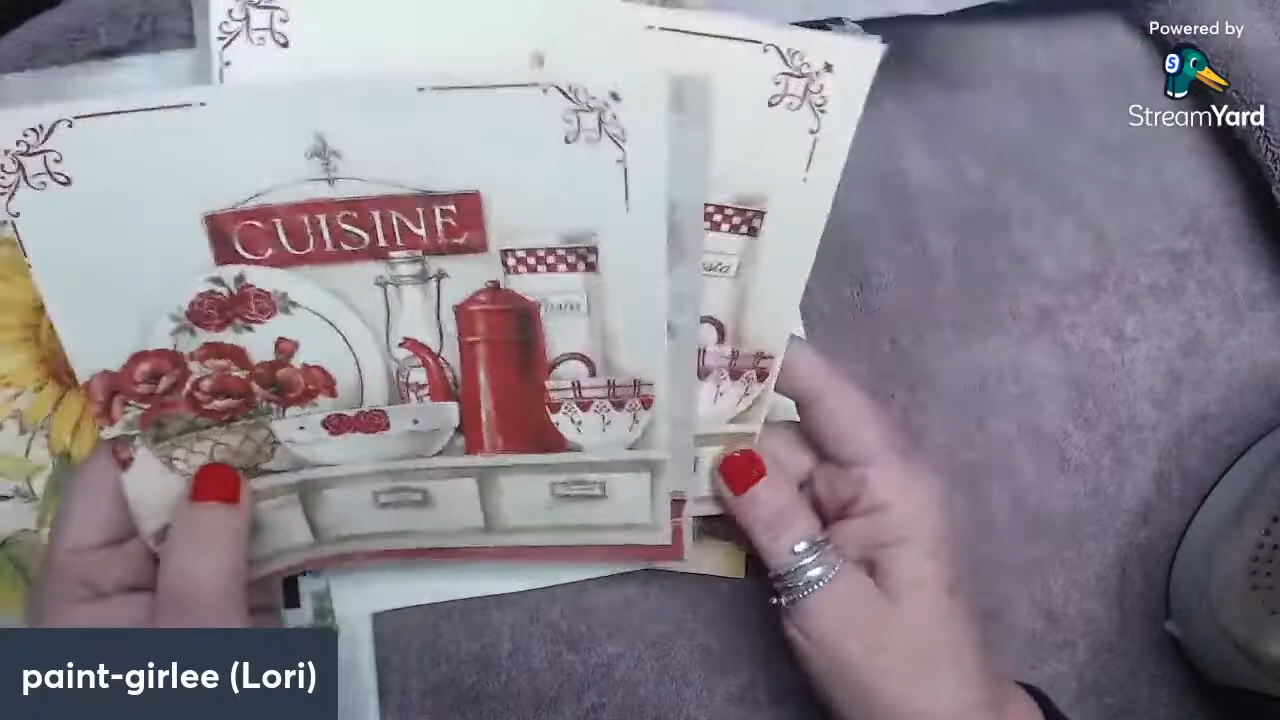 Powered by
S
StreamYard
CUISINE
paint-girlee (Lori)